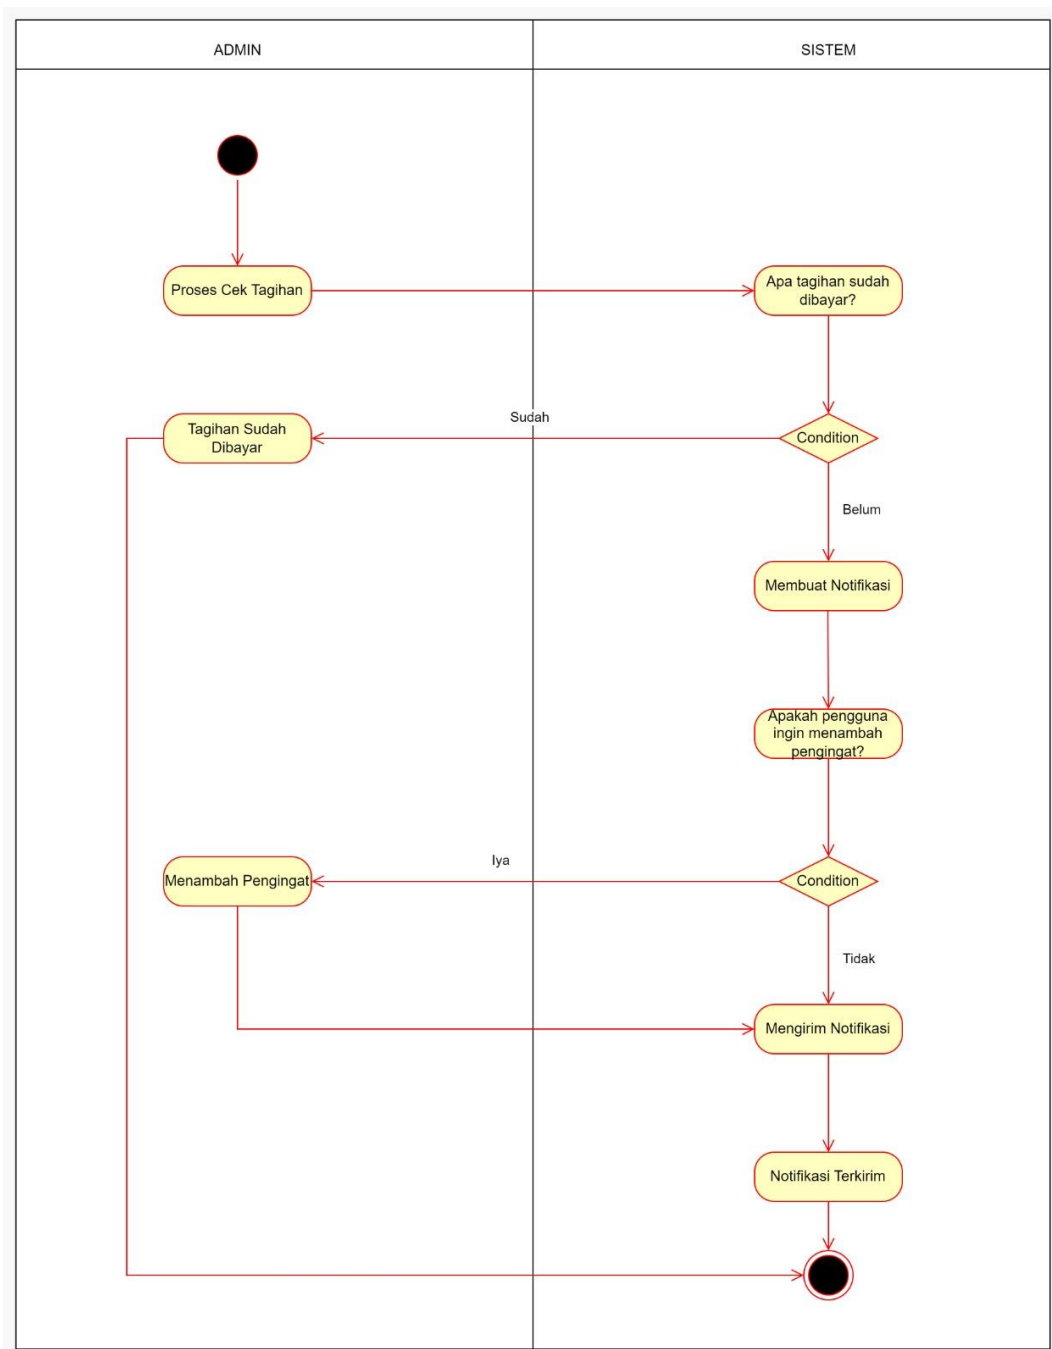 ADMIN
SISTEM
Proses Cek Tagihan
Apa tagihan sudah
dibayar?
Sudah
Tagihan Sudah
Dibayar
Condition
Belum
Membuat Notifikasi
Apakah pengguna
ingin menambah
pengingat?
Iya
Menambah Pengingat
Condition
Tidak
Mengirim Notifikasi
Notifikasi Terkirim